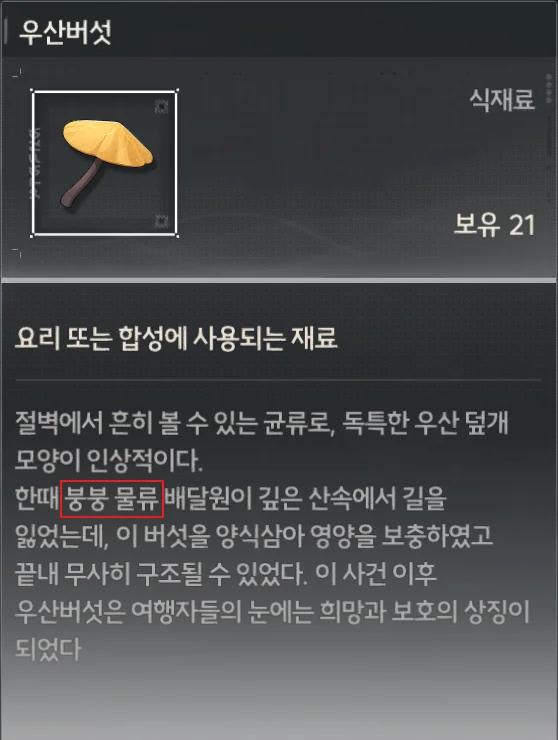 우산버섯
식재료
보유 21
요리 또는 합성에 사용되는 재료
절벽에서 흔히 볼 수 있는 균류로, 독특한 우산 덮개
모양이 인상적이다.
한때 붕붕 물류 배달원이 깊은 산속에서 길을
잃었는데, 이 버섯을 양식삼아 영양을 보충하였고
끝내 무사히 구조될 수 있었다. 이 사건 이후
우산버섯은 여행자들의 눈에는 희망과 보호의 상징이
되었다